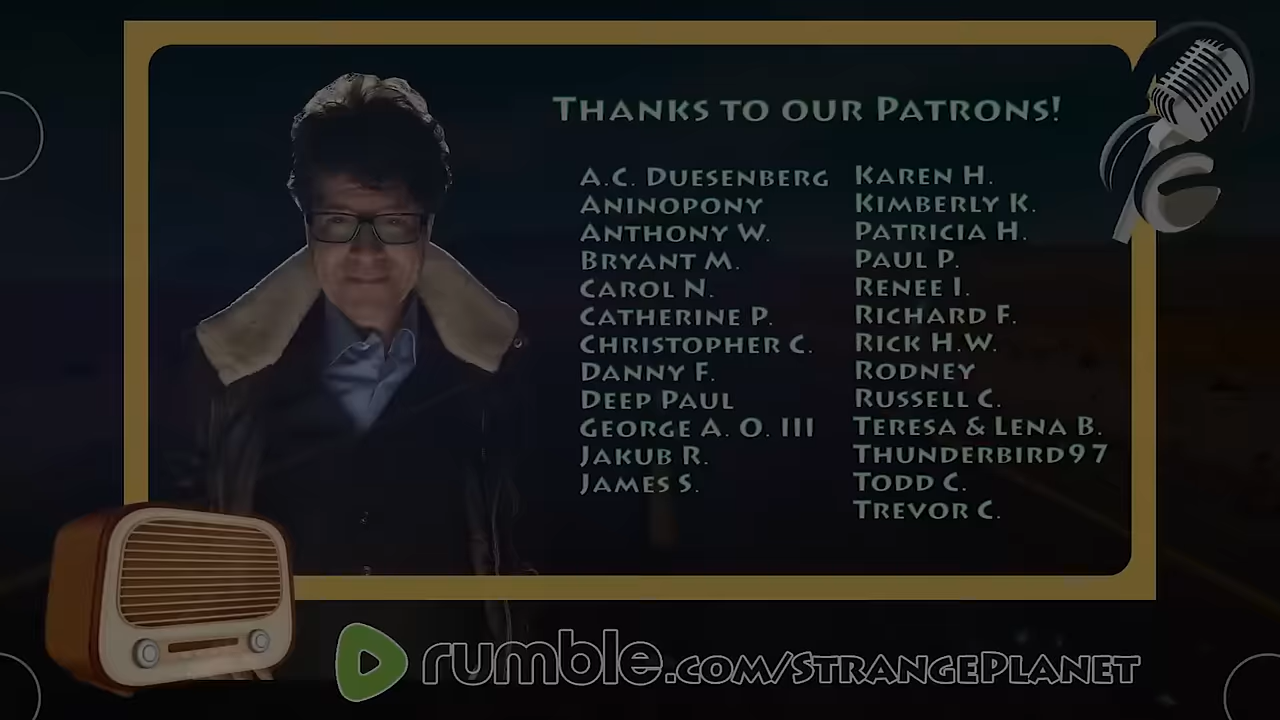 THANKS TO OUR PATRONS!
A.C. DUESENBERG
ANINOPONY
ANTHONY W.
BRYANT M.
CAROL N.
CATHERINE P.
CHRISTOPHER C.
DANNY F.
DEEP PAUL
GEORGE A. O. III
JAKUB R.
JAMES S.
KAREN H.
KIMBERLY K.
PATRICIA H.
PAUL P.
RENEE I.
RICHARD F.
RICK H.W.
RODNEY
RUSSELL C.
TERESA & LENA B.
THUNDERBIRD97
TODD C.
TREVOR C.
rumble.com/STRANGEPLANET